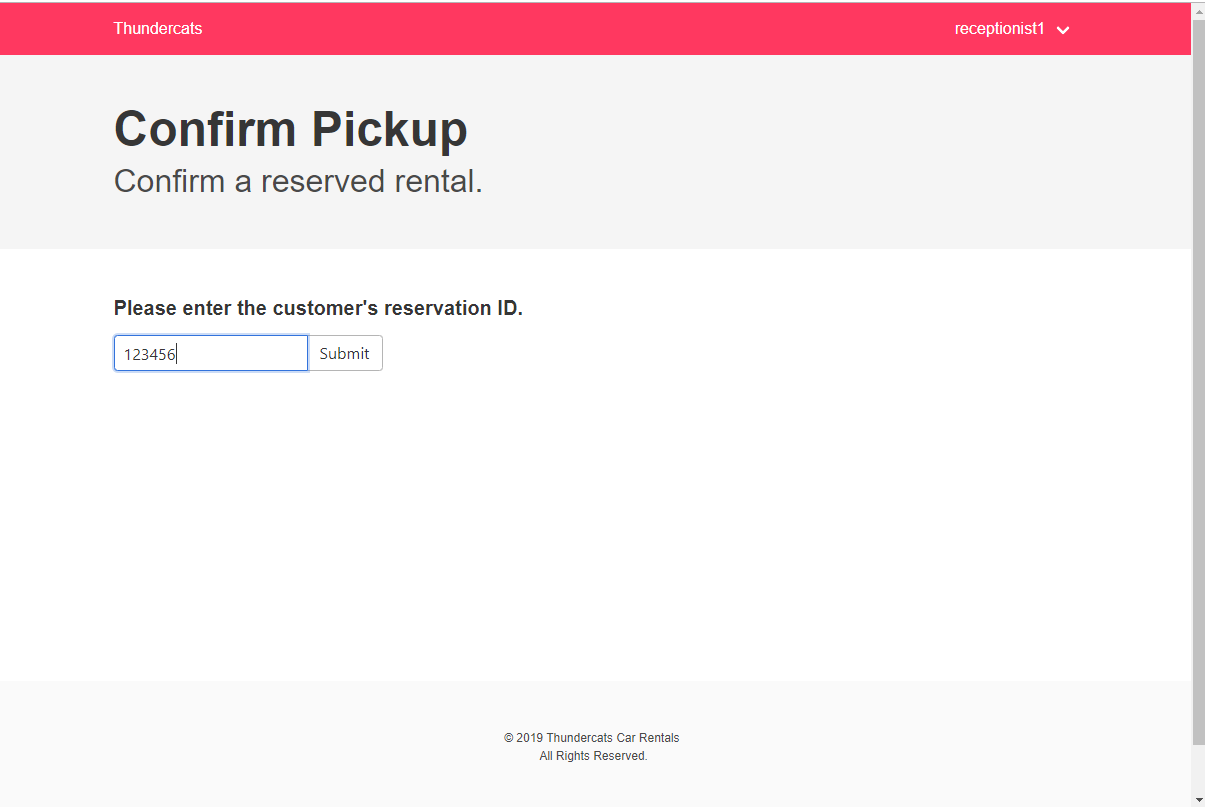 Thundercats
receptionist1
Confirm Pickup
Confirm a reserved rental.
Please enter the customer's reservation ID.
123456
Submit
© 2019 Thundercats Car Rentals
All Rights Reserved.